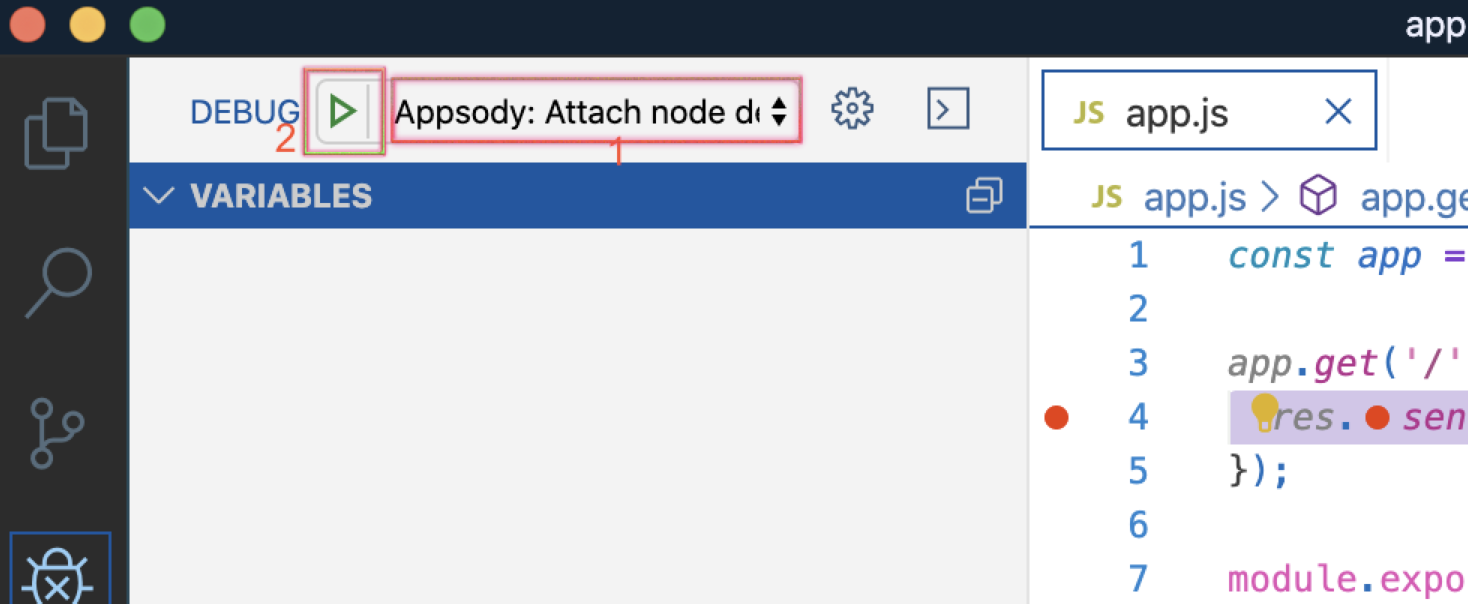 app
DEBUG
2
Appsody: Attach node de
1
JS app.js
VARIABLES
JS app.js > app.ge
1 const app =
2
3 app.get('/'
4 res. sen
5 });
6
7 module.expo